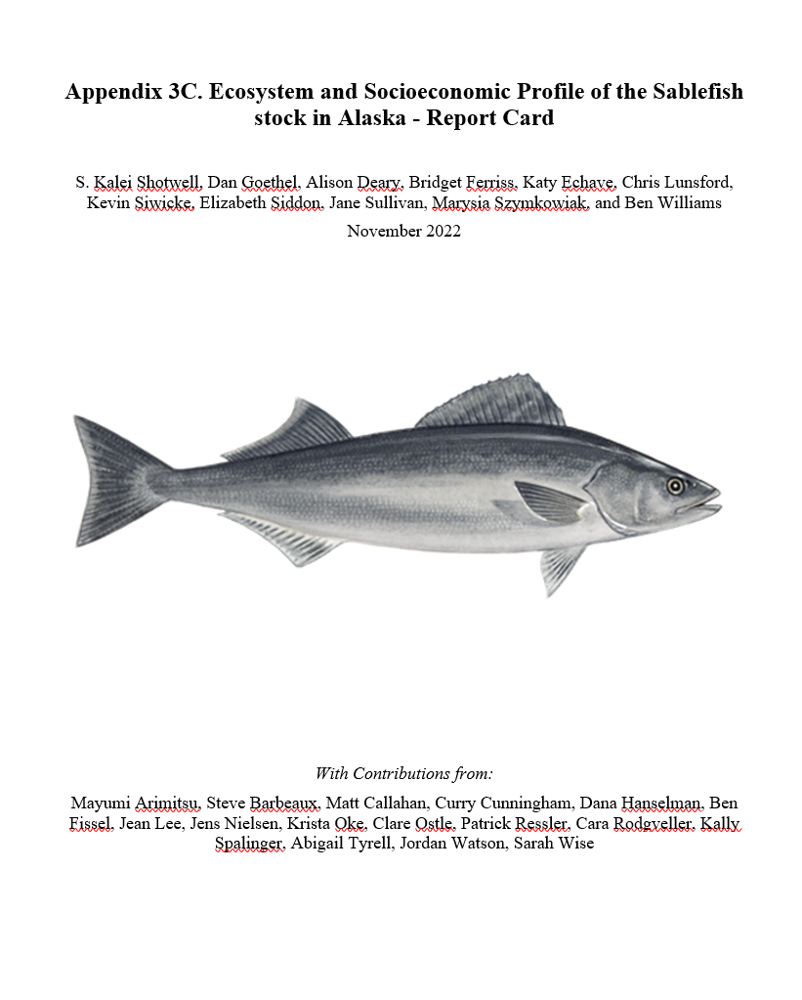 Appendix 3C. Ecosystem and Socioeconomic Profile of the Sablefish
stock in Alaska - Report Card
S. Kalei Shotwell, Dan Goethel, Alison Deary, Bridget Ferriss, Katy Echave, Chris Lunsford,
Kevin Siwicke, Elizabeth Siddon, Jane Sullivan, Marysia Szymkowiak, and Ben Williams
November 2022
With Contributions from:
Mayumi Arimitsu, Steve Barbeaux, Matt Callahan, Curry Cunningham, Dana Hanselman, Ben
Fissel, Jean Lee, Jens Nielsen, Krista Oke, Clare Ostle, Patrick Ressler, Cara Rodgveller, Kally
Spalinger, Abigail Tyrell, Jordan Watson, Sarah Wise